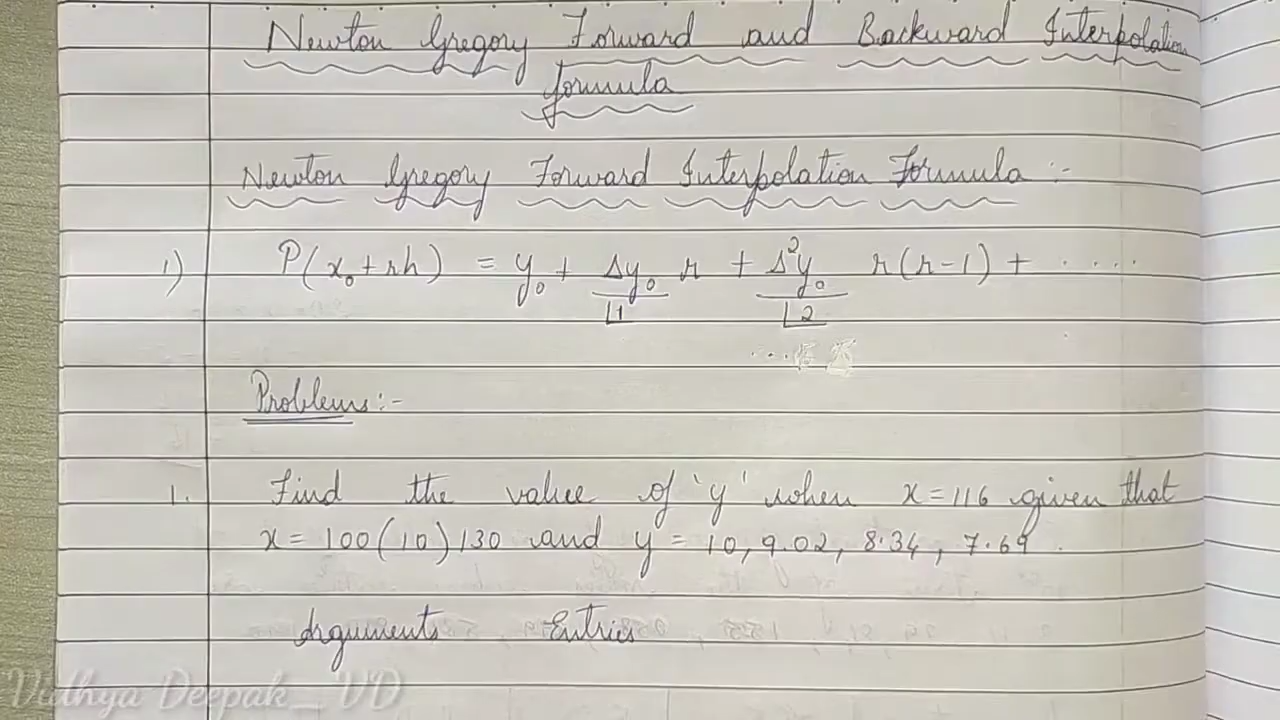 Newton Gregory Forward and Backward Interpolation
formula
Newton Gregory Forward Interpolation Formula :-
1) P(x₀+rh) = y₀ + Δy₀/⌊1 r + Δ²y₀/⌊2 r(r-1) + .....
Problems:-
1. Find the value of 'y' when x = 116 given that
x = 100(10)130 and y = 10, 9.02, 8.34, 7.69.
Arguments Entries
Vidhya Deepak_VD